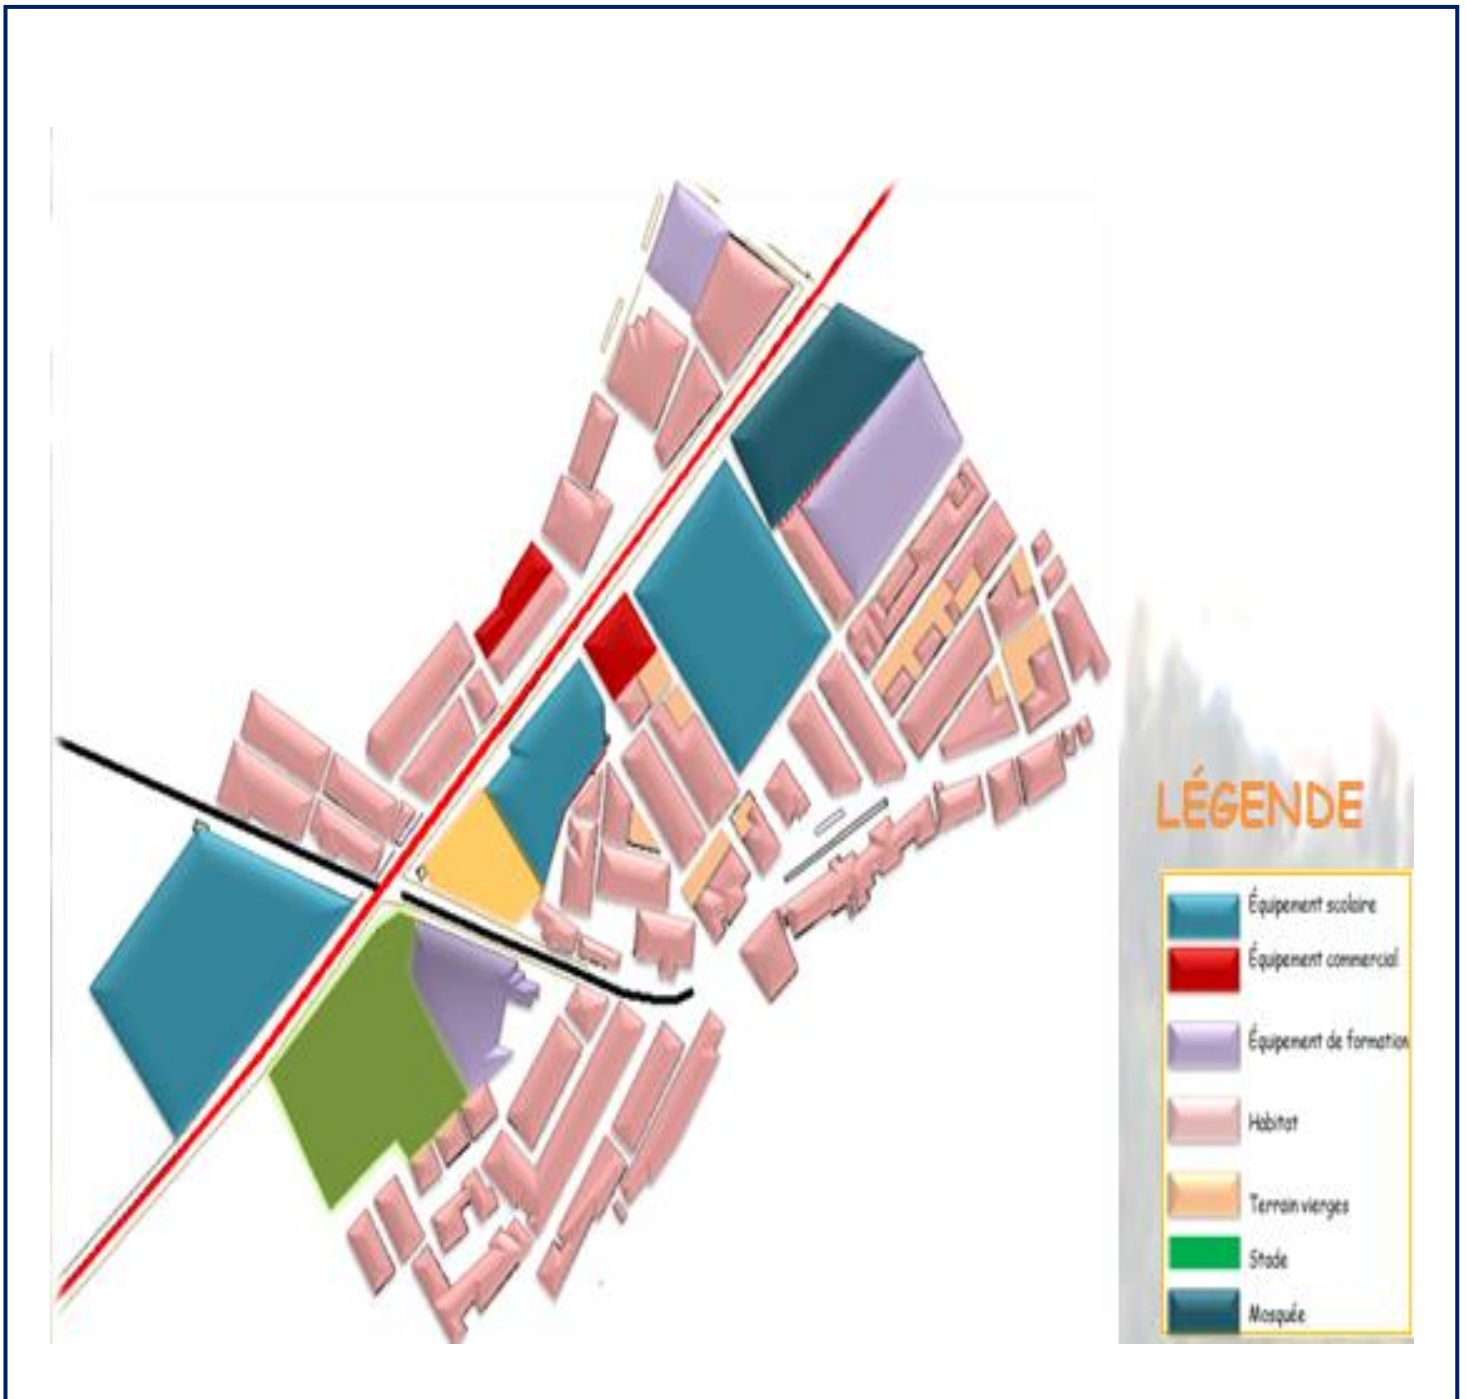 LÉGENDE
Équipement scolaire
Équipement commercial
Équipement de formation
Habitat
Terrain vierges
Stade
Mosquée